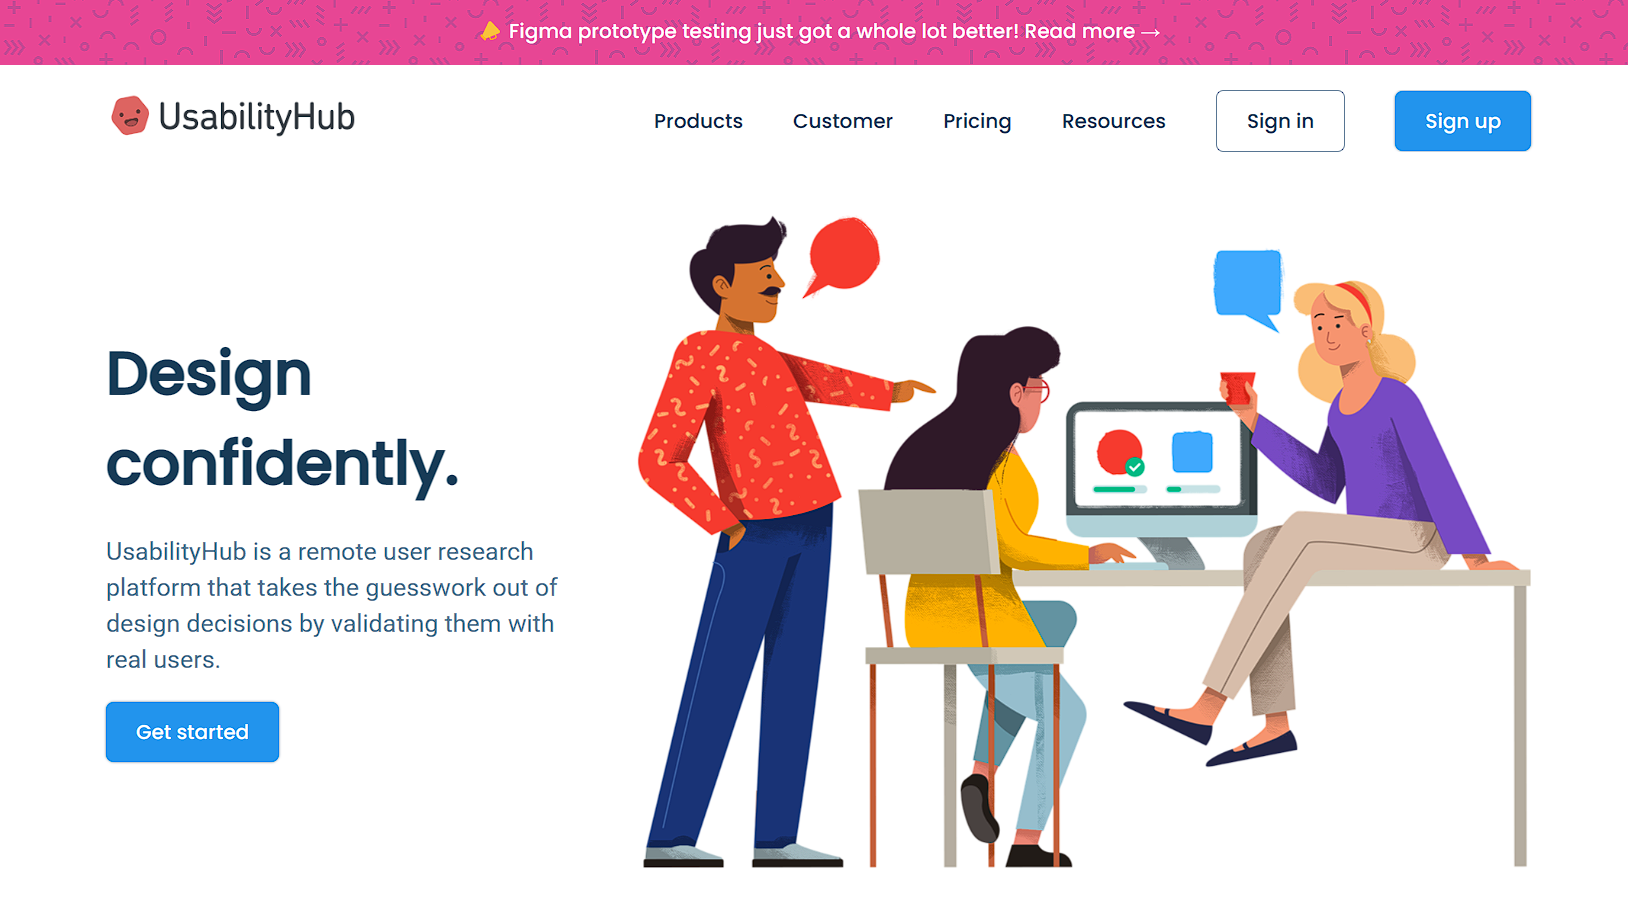 Figma prototype testing just got a whole lot better! Read more →
UsabilityHub
Products
Customer
Pricing
Resources
Sign in
Sign up
Design
confidently.
UsabilityHub is a remote user research
platform that takes the guesswork out of
design decisions by validating them with
real users.
Get started